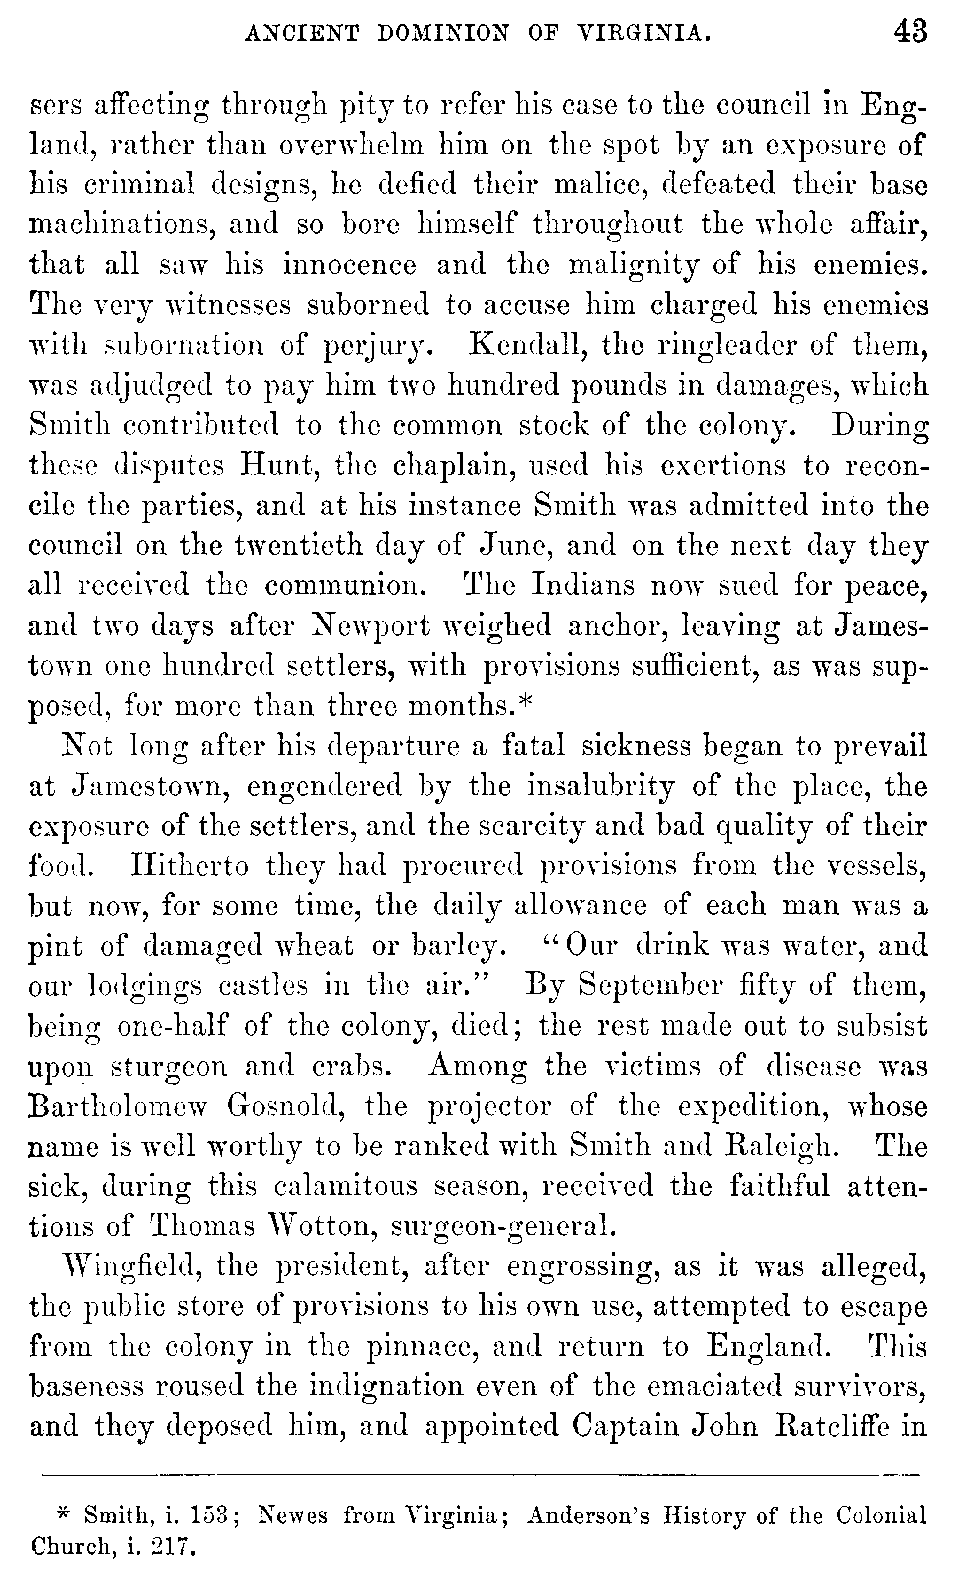 ANCIENT DOMINION OF VIRGINIA. 43
sers affecting through pity to refer his case to the council in Eng-
land, rather than overwhelm him on the spot by an exposure of
his criminal designs, he defied their malice, defeated their base
machinations, and so bore himself throughout the whole affair,
that all saw his innocence and the malignity of his enemies.
The very witnesses suborned to accuse him charged his enemies
with subornation of perjury. Kendall, the ringleader of them,
was adjudged to pay him two hundred pounds in damages, which
Smith contributed to the common stock of the colony. During
these disputes Hunt, the chaplain, used his exertions to recon-
cile the parties, and at his instance Smith was admitted into the
council on the twentieth day of June, and on the next day they
all received the communion. The Indians now sued for peace,
and two days after Newport weighed anchor, leaving at James-
town one hundred settlers, with provisions sufficient, as was sup-
posed, for more than three months.*
Not long after his departure a fatal sickness began to prevail
at Jamestown, engendered by the insalubrity of the place, the
exposure of the settlers, and the scarcity and bad quality of their
food. Hitherto they had procured provisions from the vessels,
but now, for some time, the daily allowance of each man was a
pint of damaged wheat or barley. "Our drink was water, and
our lodgings castles in the air." By September fifty of them,
being one-half of the colony, died; the rest made out to subsist
upon sturgeon and crabs. Among the victims of disease was
Bartholomew Gosnold, the projector of the expedition, whose
name is well worthy to be ranked with Smith and Raleigh. The
sick, during this calamitous season, received the faithful atten-
tions of Thomas Wotton, surgeon-general.
Wingfield, the president, after engrossing, as it was alleged,
the public store of provisions to his own use, attempted to escape
from the colony in the pinnace, and return to England. This
baseness roused the indignation even of the emaciated survivors,
and they deposed him, and appointed Captain John Ratcliffe in
* Smith, i. 153; Newes from Virginia; Anderson's History of the Colonial
Church, i. 217.